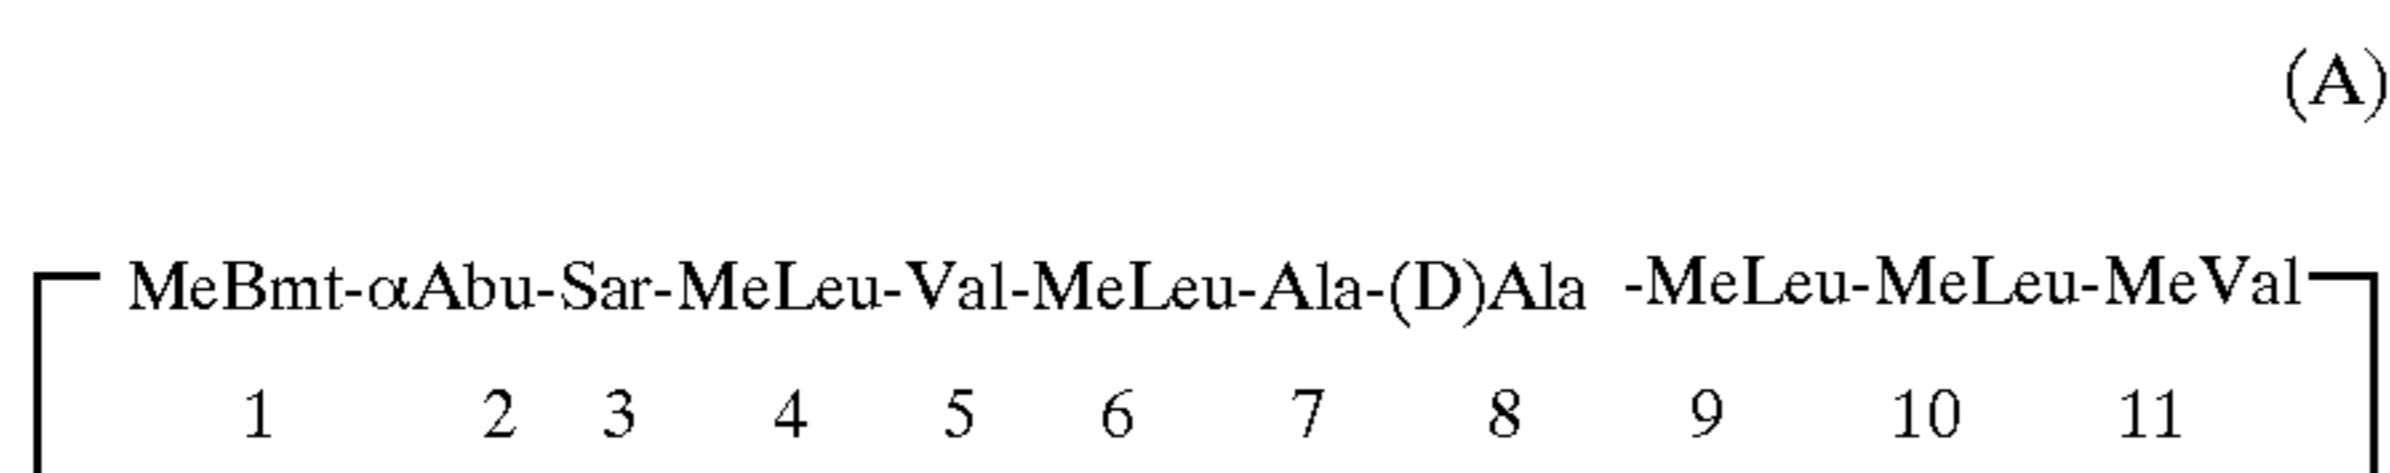 (A)
MeBmt-αAbu-Sar-MeLeu-Val-MeLeu-Ala-(D)Ala -MeLeu-MeLeu-MeVal
1 2 3 4 5 6 7 8 9 10 11